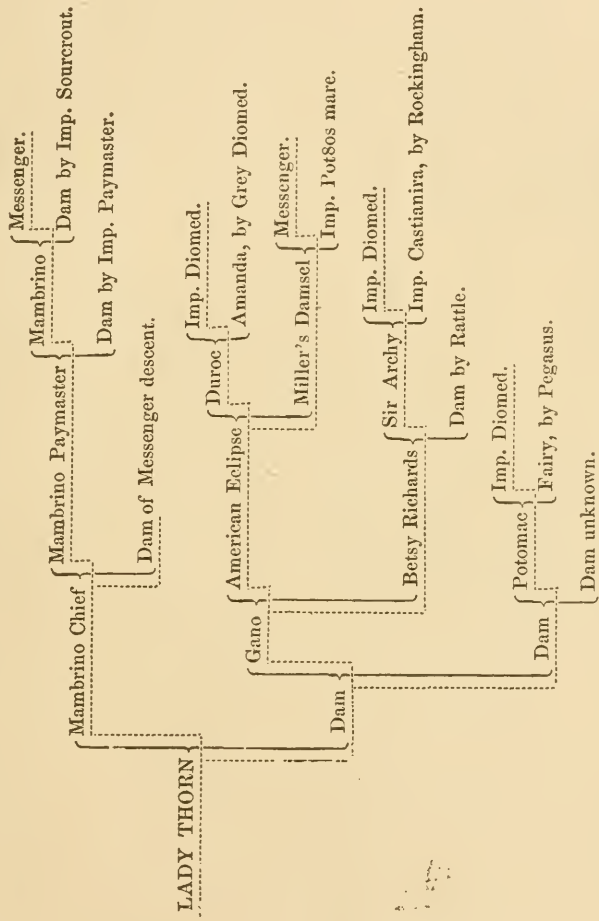 LADY THORN
Mambrino Chief
Mambrino Paymaster
Mambrino
Messenger.
Dam by Imp. Sourcrout.
Dam by Imp. Paymaster.
Dam of Messenger descent.
Dam
Gano
American Eclipse
Duroc
Imp. Diomed.
Amanda, by Grey Diomed.
Miller's Damsel
Messenger.
Imp. Pot8os mare.
Betsy Richards
Sir Archy
Imp. Diomed.
Imp. Castianira, by Rockingham.
Dam by Rattle.
Dam
Potomac
Imp. Diomed.
Fairy, by Pegasus.
Dam unknown.